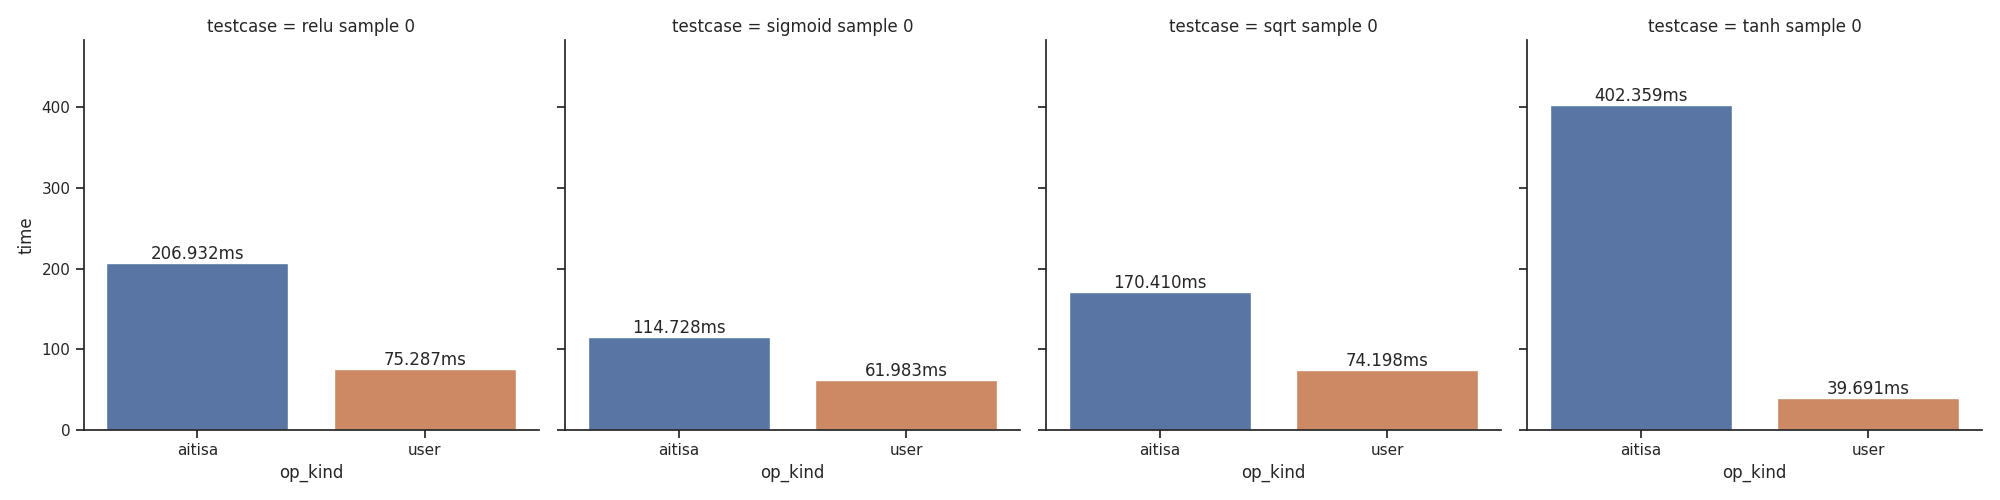 testcase = relu sample 0
testcase = sigmoid sample 0
testcase = sqrt sample 0
testcase = tanh sample 0
time
400
300
200
100
0
206.932ms
75.287ms
114.728ms
61.983ms
170.410ms
74.198ms
402.359ms
39.691ms
aitisa
user
aitisa
user
aitisa
user
aitisa
user
op_kind
op_kind
op_kind
op_kind